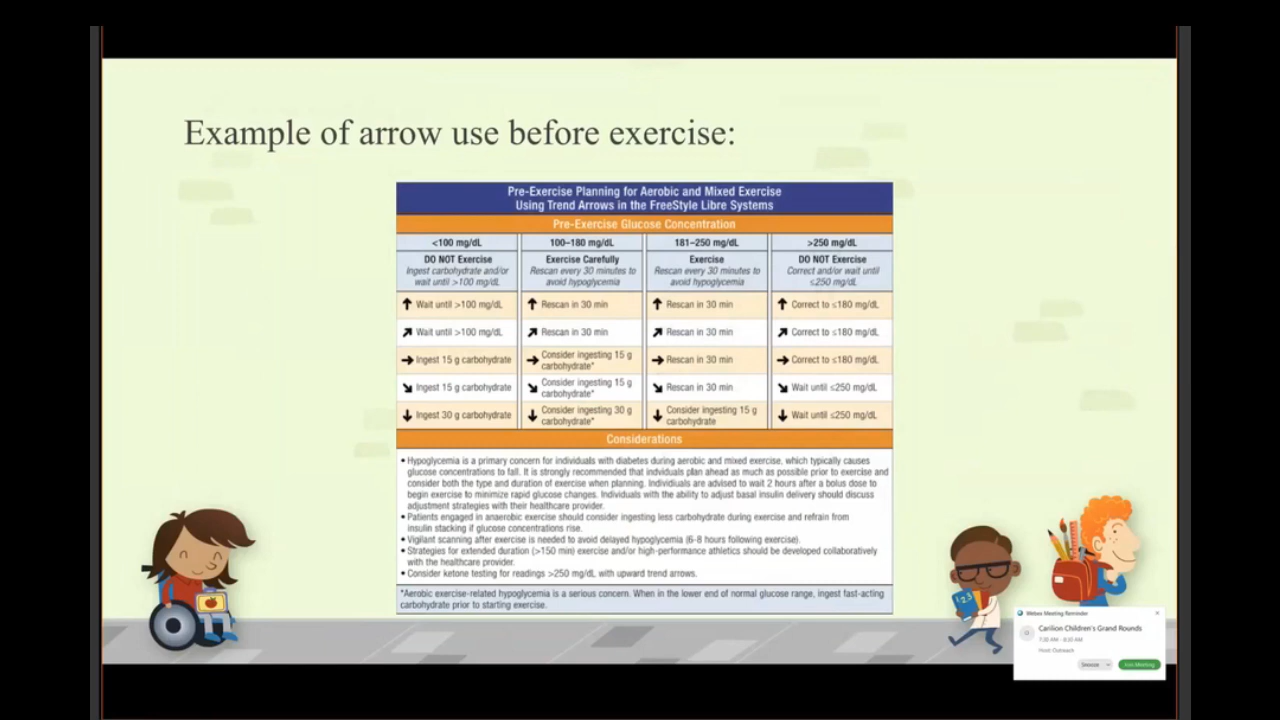 Example of arrow use before exercise:
Pre-Exercise Planning for Aerobic and Mixed Exercise
Using Trend Arrows in the FreeStyle Libre Systems
Pre-Exercise Glucose Concentration
<100 mg/dL 100–180 mg/dL 181–250 mg/dL >250 mg/dL
DO NOT Exercise Exercise Carefully Exercise DO NOT Exercise
Ingest carbohydrate and/or Rescan every 30 minutes to Rescan every 30 minutes to Correct and/or wait until
wait until >100 mg/dL avoid hypoglycemia avoid hypoglycemia ≤250 mg/dL
↑ Wait until >100 mg/dL ↑ Rescan in 30 min ↑ Rescan in 30 min ↑ Correct to ≤180 mg/dL
↗ Wait until >100 mg/dL ↗ Rescan in 30 min ↗ Rescan in 30 min ↗ Correct to ≤180 mg/dL
→ Ingest 15 g carbohydrate → Consider ingesting 15 g carbohydrate* → Rescan in 30 min → Correct to ≤180 mg/dL
↘ Ingest 15 g carbohydrate ↘ Consider ingesting 15 g carbohydrate* ↘ Rescan in 30 min ↘ Wait until ≤250 mg/dL
↓ Ingest 30 g carbohydrate ↓ Consider ingesting 30 g carbohydrate* ↓ Consider ingesting 15 g carbohydrate ↓ Wait until ≤250 mg/dL
Considerations
• Hypoglycemia is a primary concern for individuals with diabetes during aerobic and mixed exercise, which typically causes
glucose concentrations to fall. It is strongly recommended that indviduals plan ahead as much as possible prior to exercise and
consider both the type and duration of exercise when planning. Individuals are advised to wait 2 hours after a bolus dose to
begin exercise to minimize rapid glucose changes. Individuals with the ability to adjust basal insulin delivery should discuss
adjustment strategies with their healthcare provider.
• Patients engaged in anaerobic exercise should consider ingesting less carbohydrate during exercise and refrain from
insulin stacking if glucose concentrations rise.
• Vigilant scanning after exercise is needed to avoid delayed hypoglycemia (6-8 hours following exercise).
• Strategies for extended duration (>150 min) exercise and/or high-performance athletics should be developed collaboratively
with the healthcare provider.
• Consider ketone testing for readings >250 mg/dL with upward trend arrows.
*Aerobic exercise-related hypoglycemia is a serious concern. When in the lower end of normal glucose range, ingest fast-acting
carbohydrate prior to starting exercise.
1,2,3
Webex Meeting Reminder
O
Carilion Children's Grand Rounds
7:30 AM - 8:30 AM
Host: Outreach
Snooze
Join Meeting